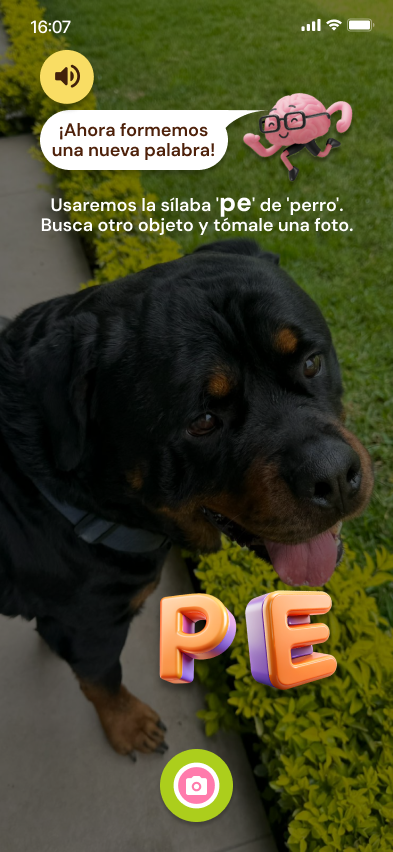 16:07
¡Ahora formemos
una nueva palabra!
Usaremos la sílaba 'pe' de 'perro'.
Busca otro objeto y tómale una foto.
PE